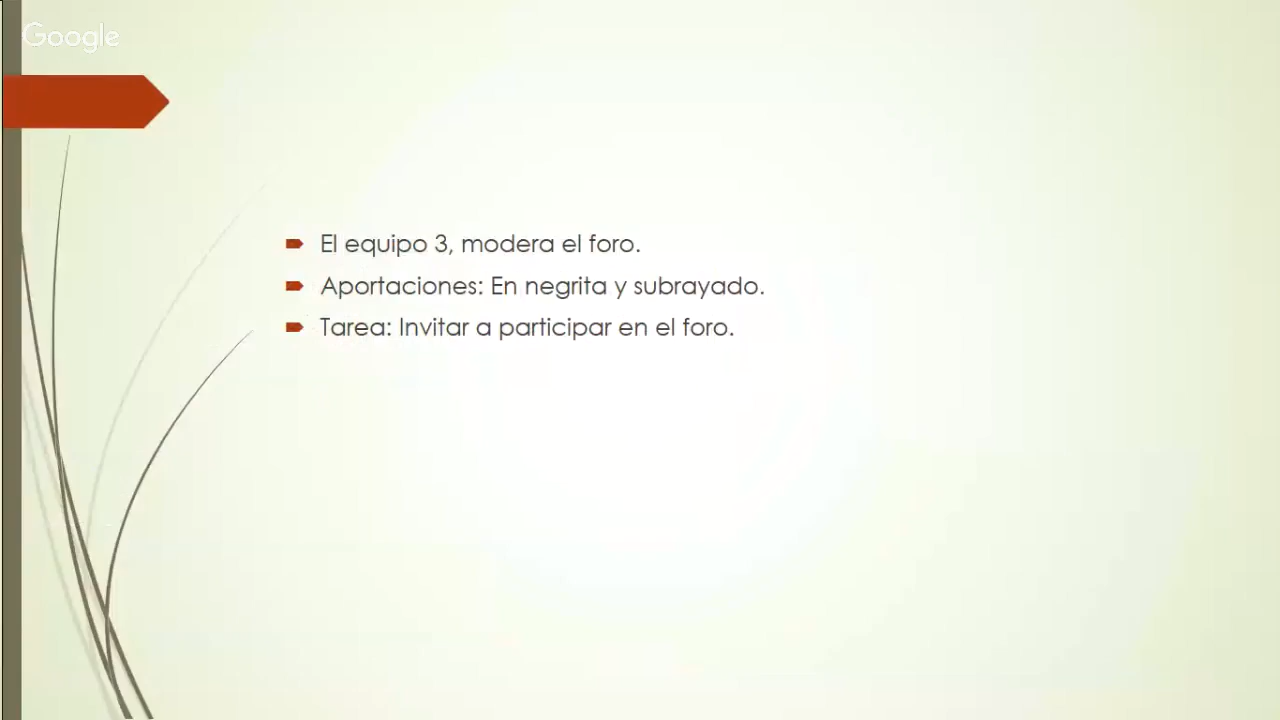 Google
El equipo 3, modera el foro.
Aportaciones: En negrita y subrayado.
Tarea: Invitar a participar en el foro.